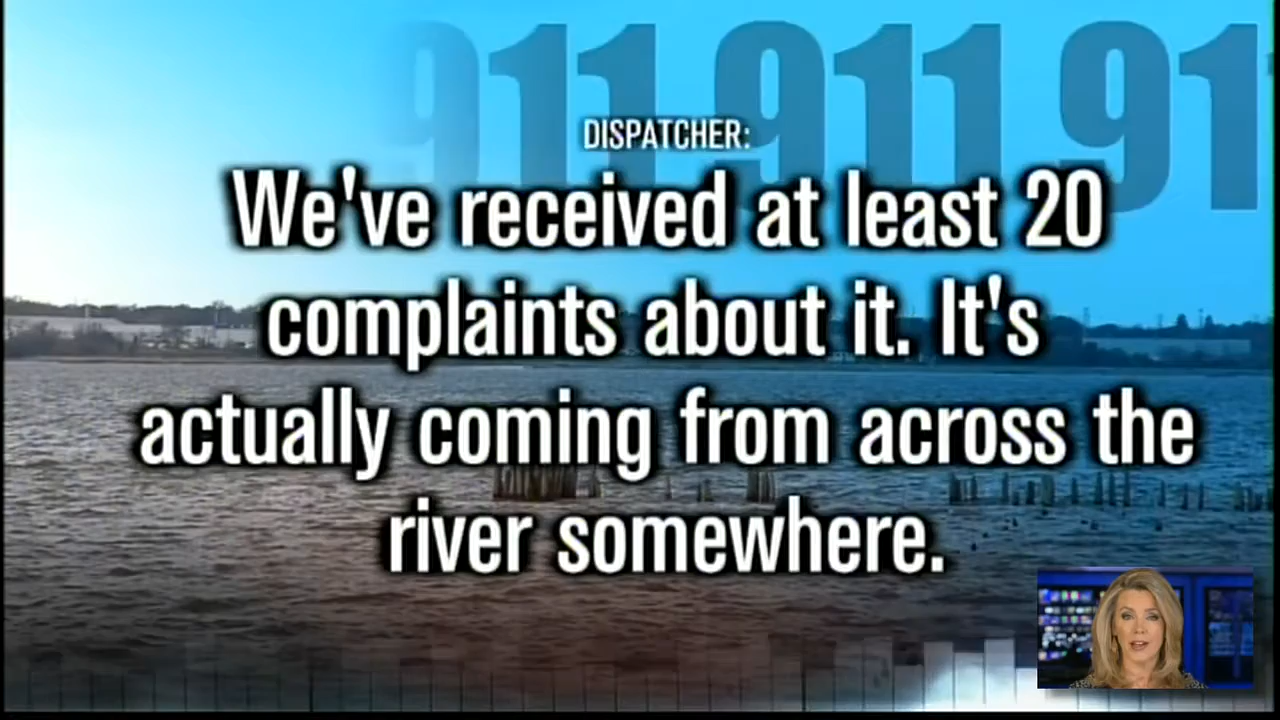 911 911 91
DISPATCHER:
We've received at least 20
complaints about it. It's
actually coming from across the
river somewhere.